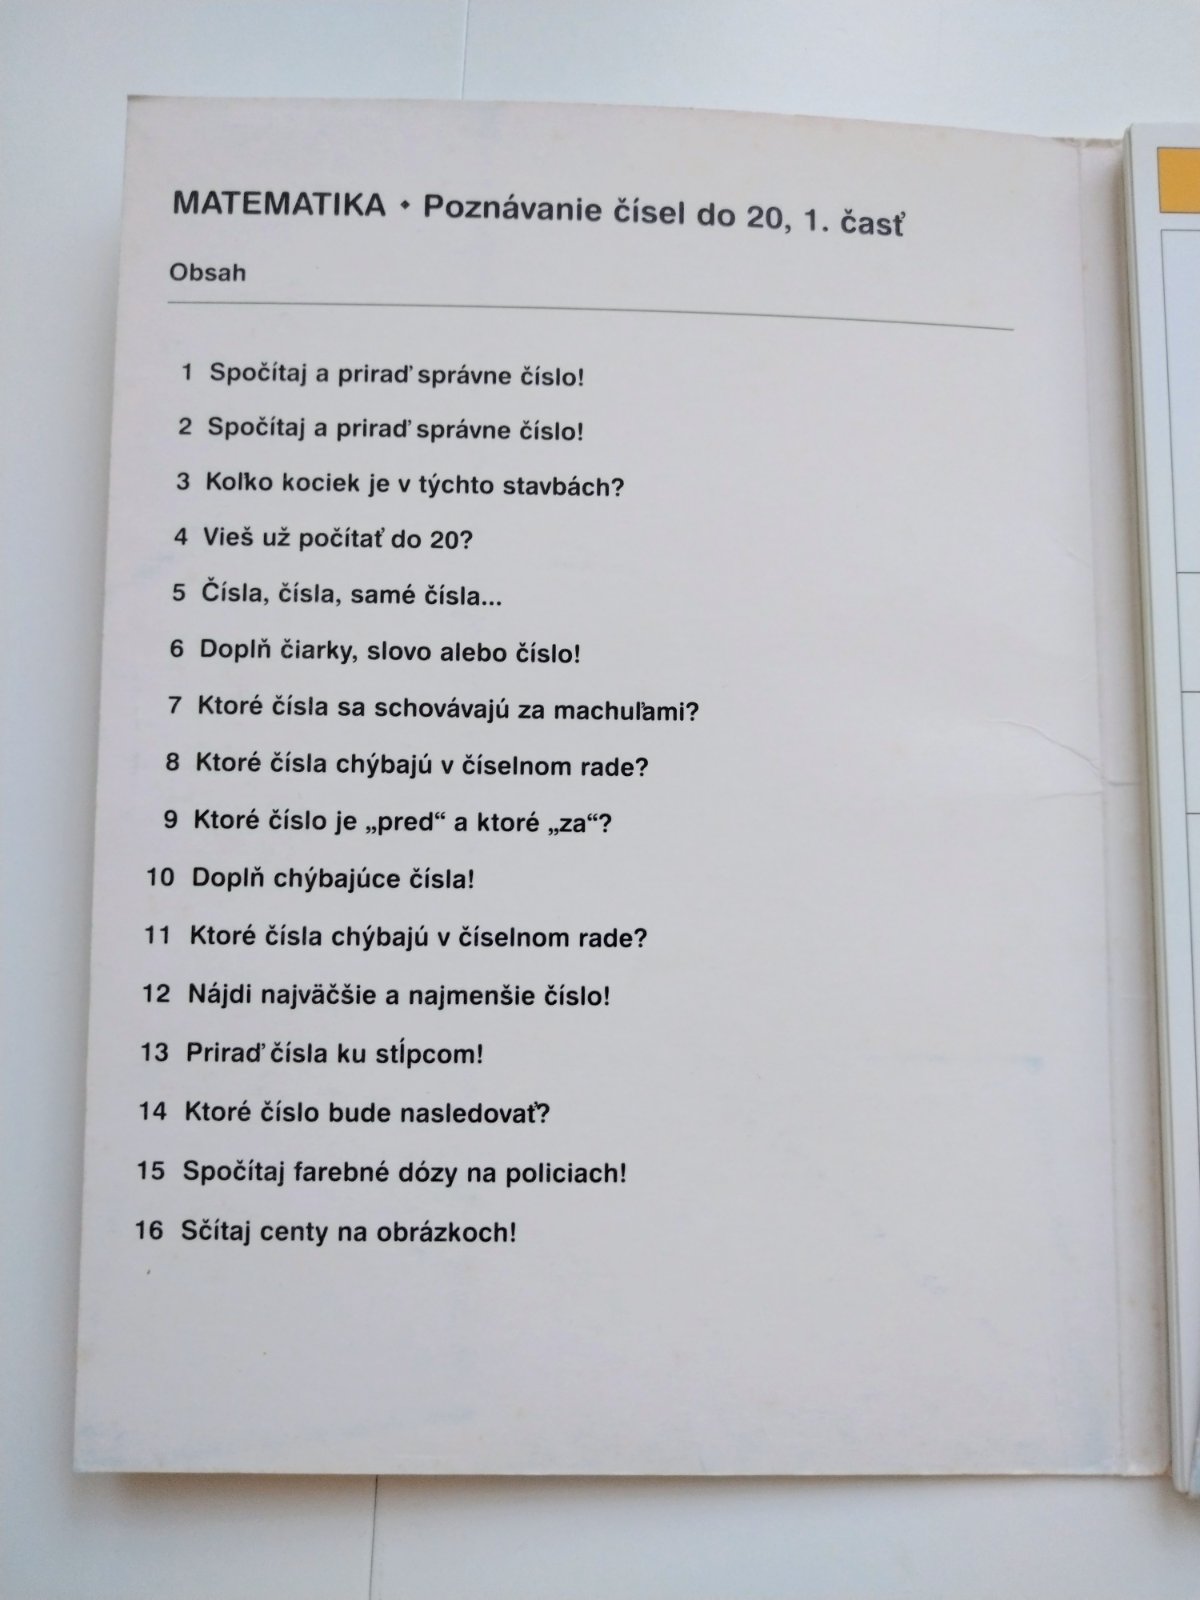 MATEMATIKA • Poznávanie čísel do 20, 1. časť
Obsah
1 Spočítaj a priraď správne číslo!
2 Spočítaj a priraď správne číslo!
3 Koľko kociek je v týchto stavbách?
4 Vieš už počítať do 20?
5 Čísla, čísla, samé čísla...
6 Doplň čiarky, slovo alebo číslo!
7 Ktoré čísla sa schovávajú za machuľami?
8 Ktoré čísla chýbajú v číselnom rade?
9 Ktoré číslo je „pred“ a ktoré „za“?
10 Doplň chýbajúce čísla!
11 Ktoré čísla chýbajú v číselnom rade?
12 Nájdi najväčšie a najmenšie číslo!
13 Priraď čísla ku stĺpcom!
14 Ktoré číslo bude nasledovať?
15 Spočítaj farebné dózy na policiach!
16 Sčítaj centy na obrázkoch!